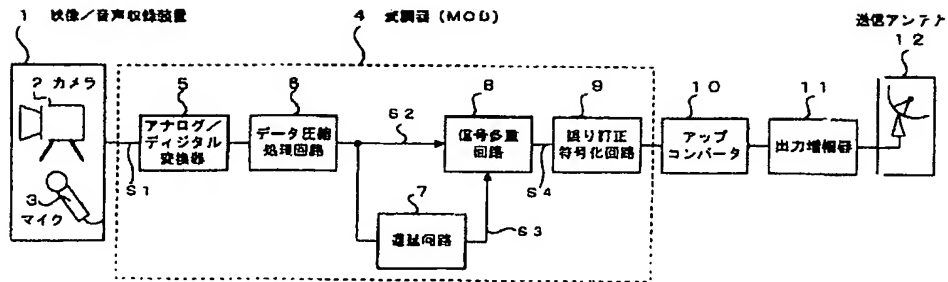 1 映像／音声収録装置
4 変調器（MOD）
送信アンテナ
12
2 カメラ
3
マイク
S1
5
アナログ／
ディジタル
変換器
6
データ圧縮
処理回路
S2
7
遅延回路
S3
8
信号多重
回路
S4
9
誤り訂正
符号化回路
10
アップ
コンバータ
11
出力増幅器